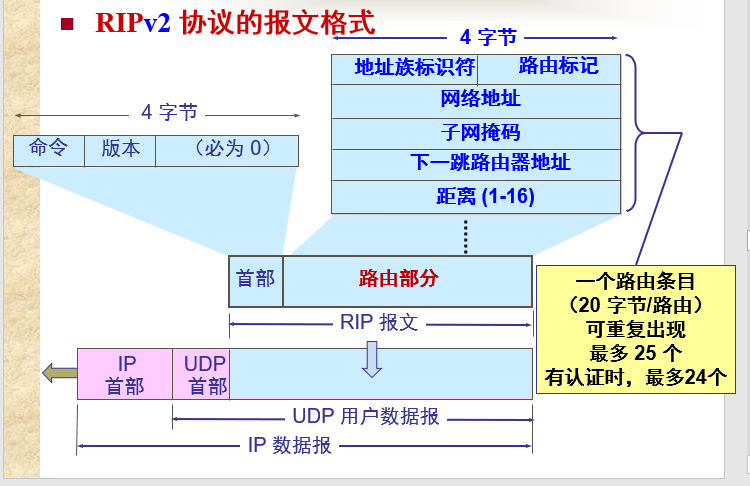 RIPv2 协议的报文格式
4 字节
地址族标识符 路由标记
网络地址
子网掩码
下一跳路由器地址
距离 (1-16)
4 字节
命令 版本 （必为 0）
首部 路由部分
一个路由条目
（20 字节/路由）
可重复出现
最多 25 个
有认证时，最多24个
RIP 报文
IP
首部
UDP
首部
UDP 用户数据报
IP 数据报